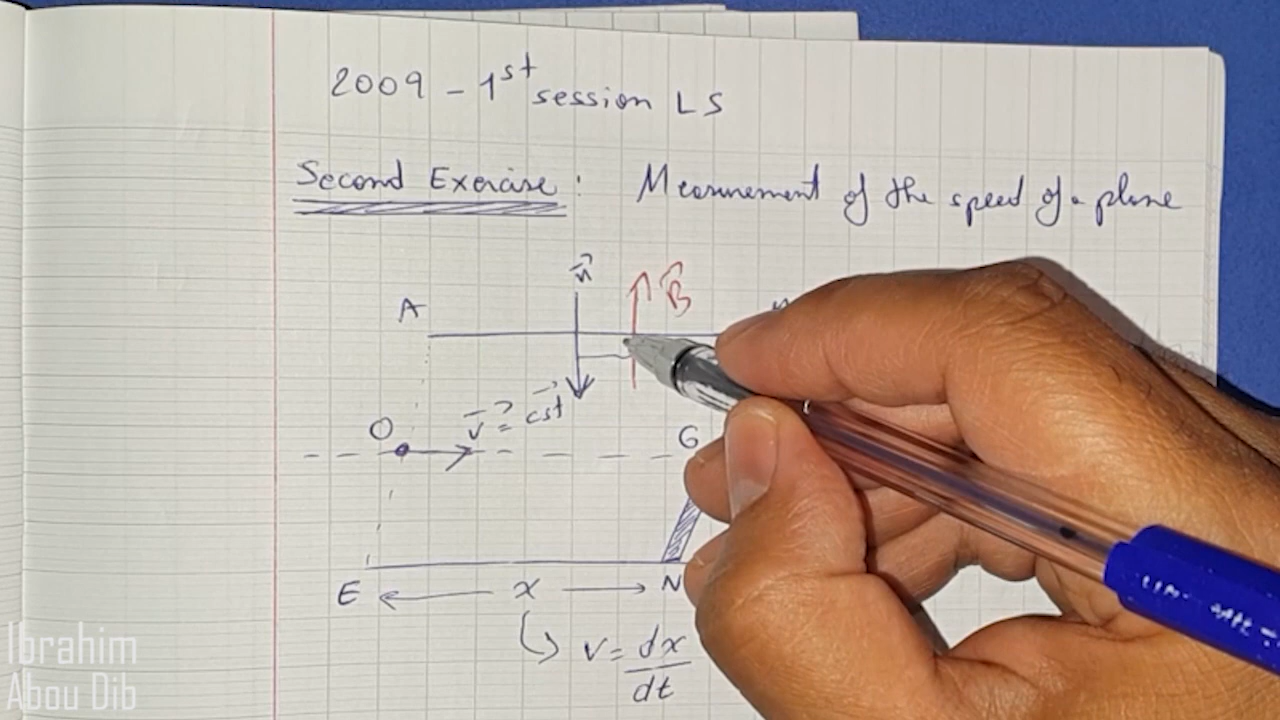 2009 - 1st session LS
Second Exercise : Measurement of the speed of a plane
n
A
B
O
v ? = cst
G
E
x
N
v = dx/dt
Ibrahim
Abou Dib